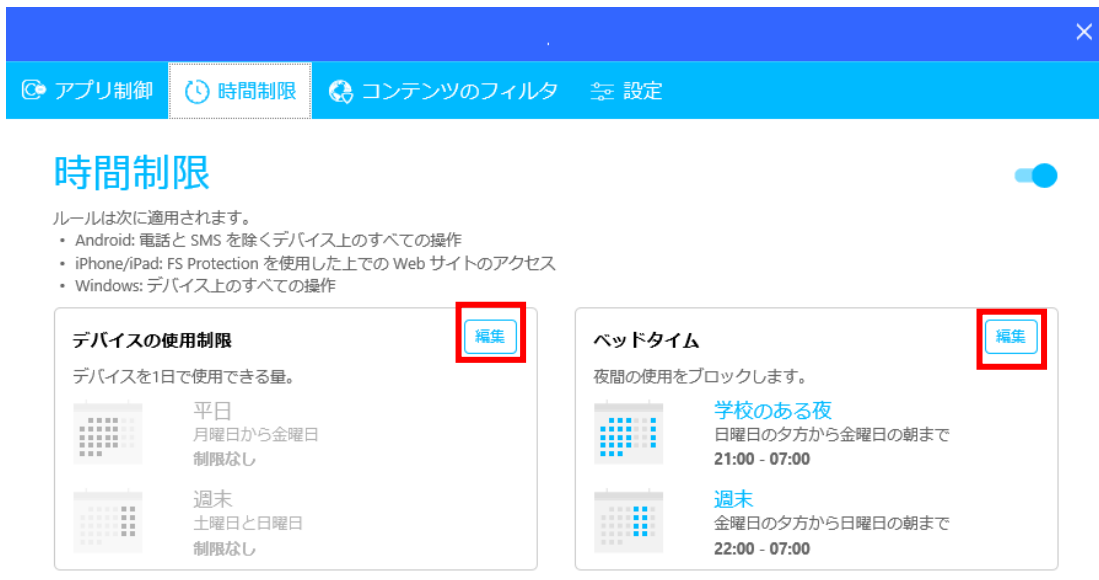 アプリ制御 時間制限 コンテンツのフィルタ 設定
時間制限
ルールは次に適用されます。
• Android: 電話と SMS を除くデバイス上のすべての操作
• iPhone/iPad: FS Protection を使用した上での Web サイトのアクセス
• Windows: デバイス上のすべての操作
デバイスの使用制限 編集
デバイスを1日で使用できる量。
平日
月曜日から金曜日
制限なし
週末
土曜日と日曜日
制限なし
ベッドタイム 編集
夜間の使用をブロックします。
学校のある夜
日曜日の夕方から金曜日の朝まで
21:00 - 07:00
週末
金曜日の夕方から日曜日の朝まで
22:00 - 07:00